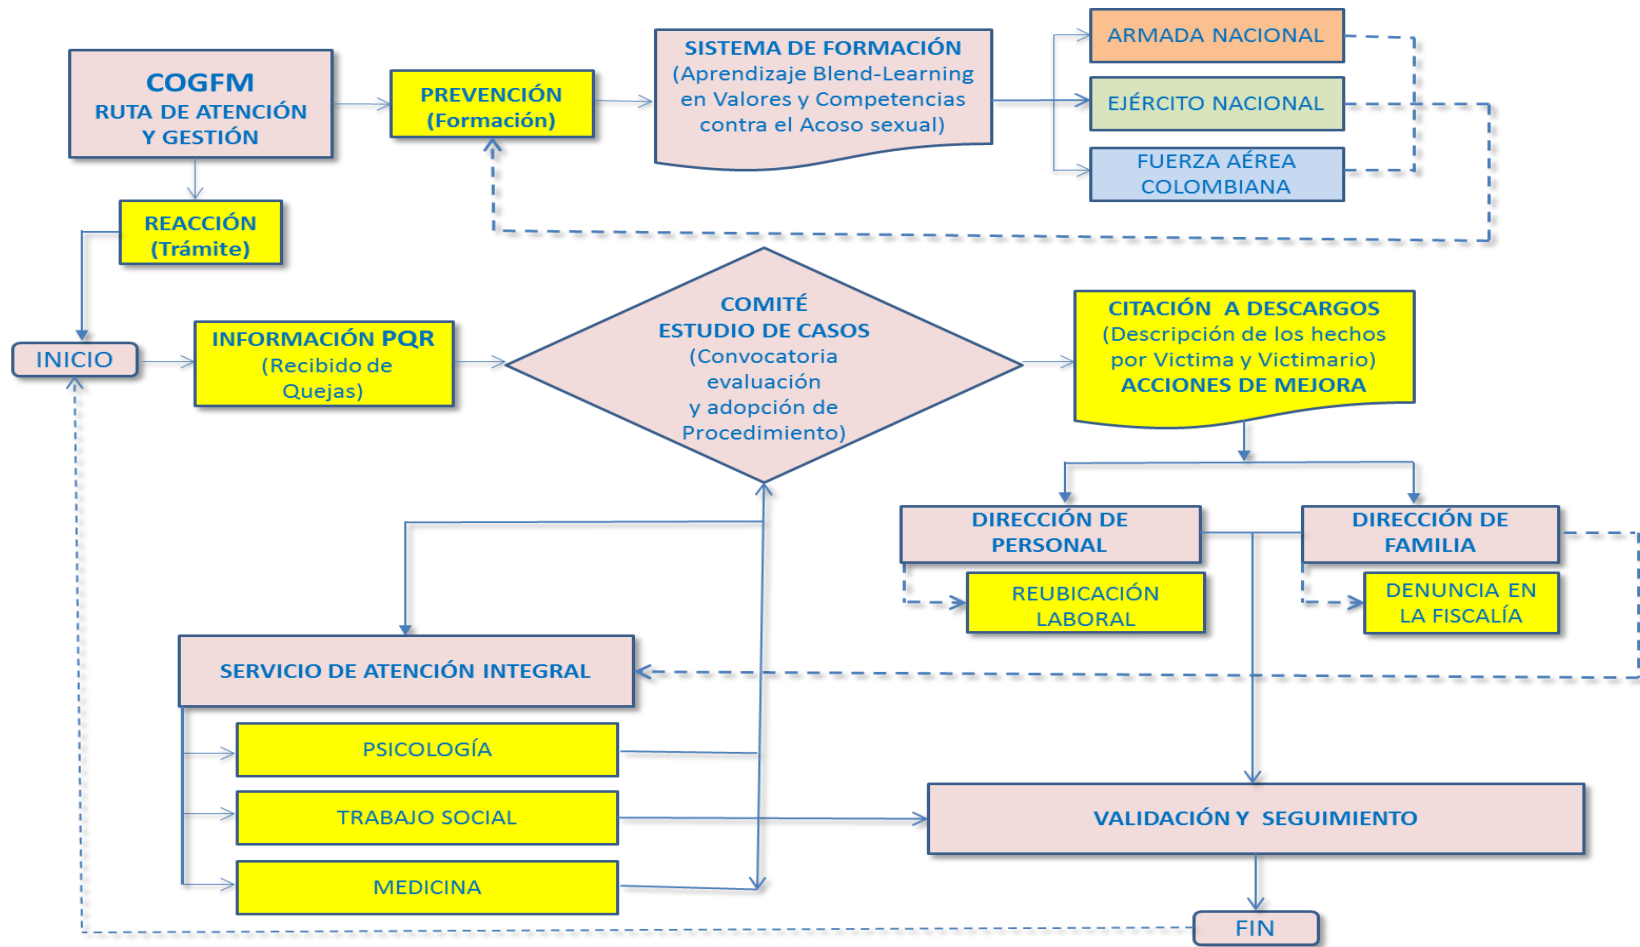 COGFM
RUTA DE ATENCIÓN
Y GESTIÓN
PREVENCIÓN
(Formación)
SISTEMA DE FORMACIÓN
(Aprendizaje Blend-Learning
en Valores y Competencias
contra el Acoso sexual)
ARMADA NACIONAL
EJÉRCITO NACIONAL
FUERZA AÉREA
COLOMBIANA
REACCIÓN
(Trámite)
INICIO
INFORMACIÓN PQR
(Recibido de
Quejas)
COMITÉ
ESTUDIO DE CASOS
(Convocatoria
evaluación
y adopción de
Procedimiento)
CITACIÓN A DESCARGOS
(Descripción de los hechos
por Victima y Victimario)
ACCIONES DE MEJORA
DIRECCIÓN DE
PERSONAL
DIRECCIÓN DE
FAMILIA
REUBICACIÓN
LABORAL
DENUNCIA EN
LA FISCALÍA
SERVICIO DE ATENCIÓN INTEGRAL
PSICOLOGÍA
TRABAJO SOCIAL
MEDICINA
VALIDACIÓN Y SEGUIMIENTO
FIN